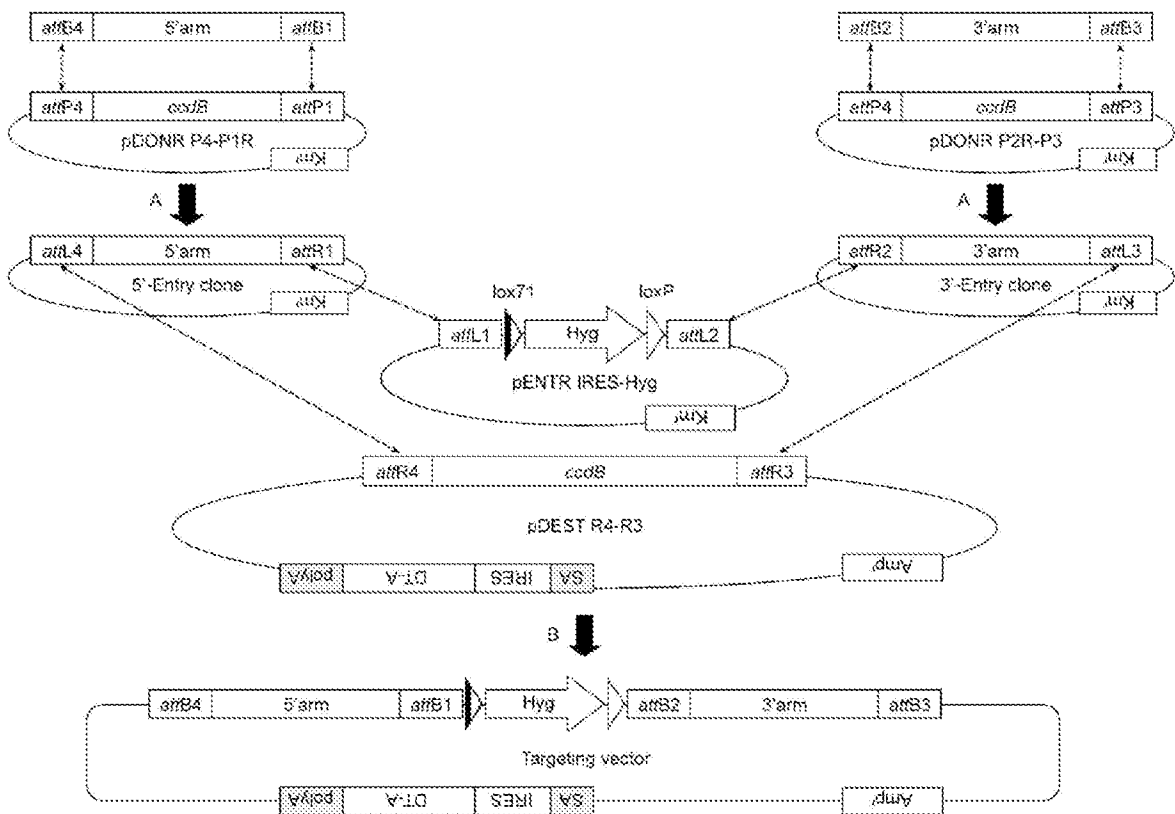 attB4 5'arm attB1
attB2 3'arm attB3
attP4 ccdB attP1
attP4 ccdB attP3
pDONR P4-P1R
pDONR P2R-P3
Kmr
Kmr
A
A
attL4 5'arm attR1
attR2 3'arm attL3
5'-Entry clone
3'-Entry clone
Kmr
Kmr
lox71
loxP
attL1 Hyg attL2
pENTR IRES-Hyg
Kmr
attR4 ccdB attR3
pDEST R4-R3
polyA DT-A IRES SA
Ampr
B
attB4 5'arm attB1 Hyg attB2 3'arm attB3
Targeting vector
polyA DT-A IRES SA
Ampr